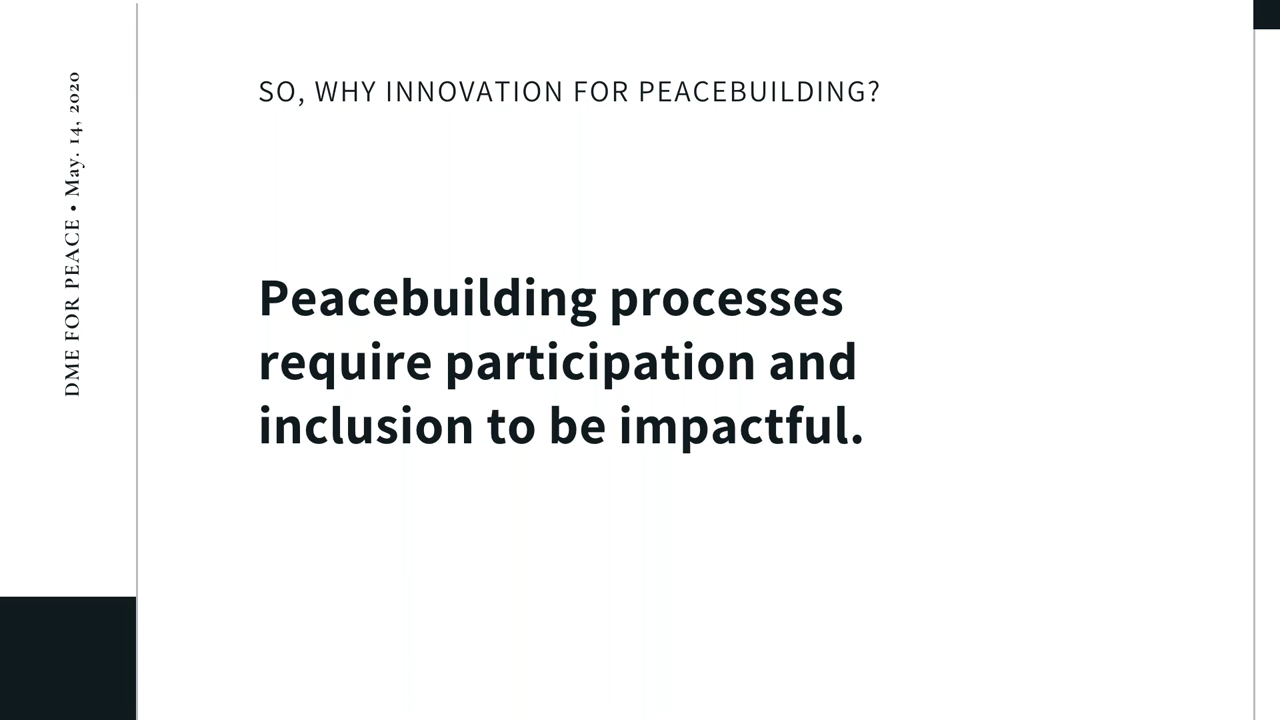 DME FOR PEACE • May. 14, 2020
SO, WHY INNOVATION FOR PEACEBUILDING?
Peacebuilding processes
require participation and
inclusion to be impactful.